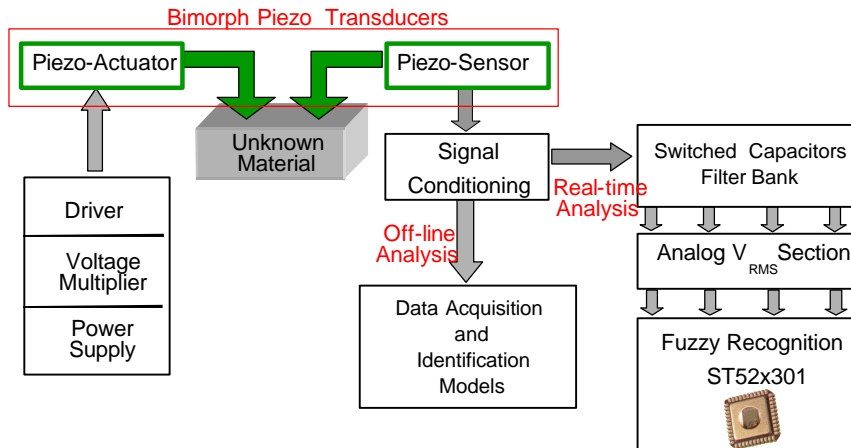 Bimorph Piezo Transducers
Piezo-Actuator
Piezo-Sensor
Unknown
Material
Signal
Conditioning
Real-time
Analysis
Switched Capacitors
Filter Bank
Driver
Voltage
Multiplier
Power
Supply
Off-line
Analysis
Analog V RMS Section
Data Acquisition
and
Identification
Models
Fuzzy Recognition
ST52x301